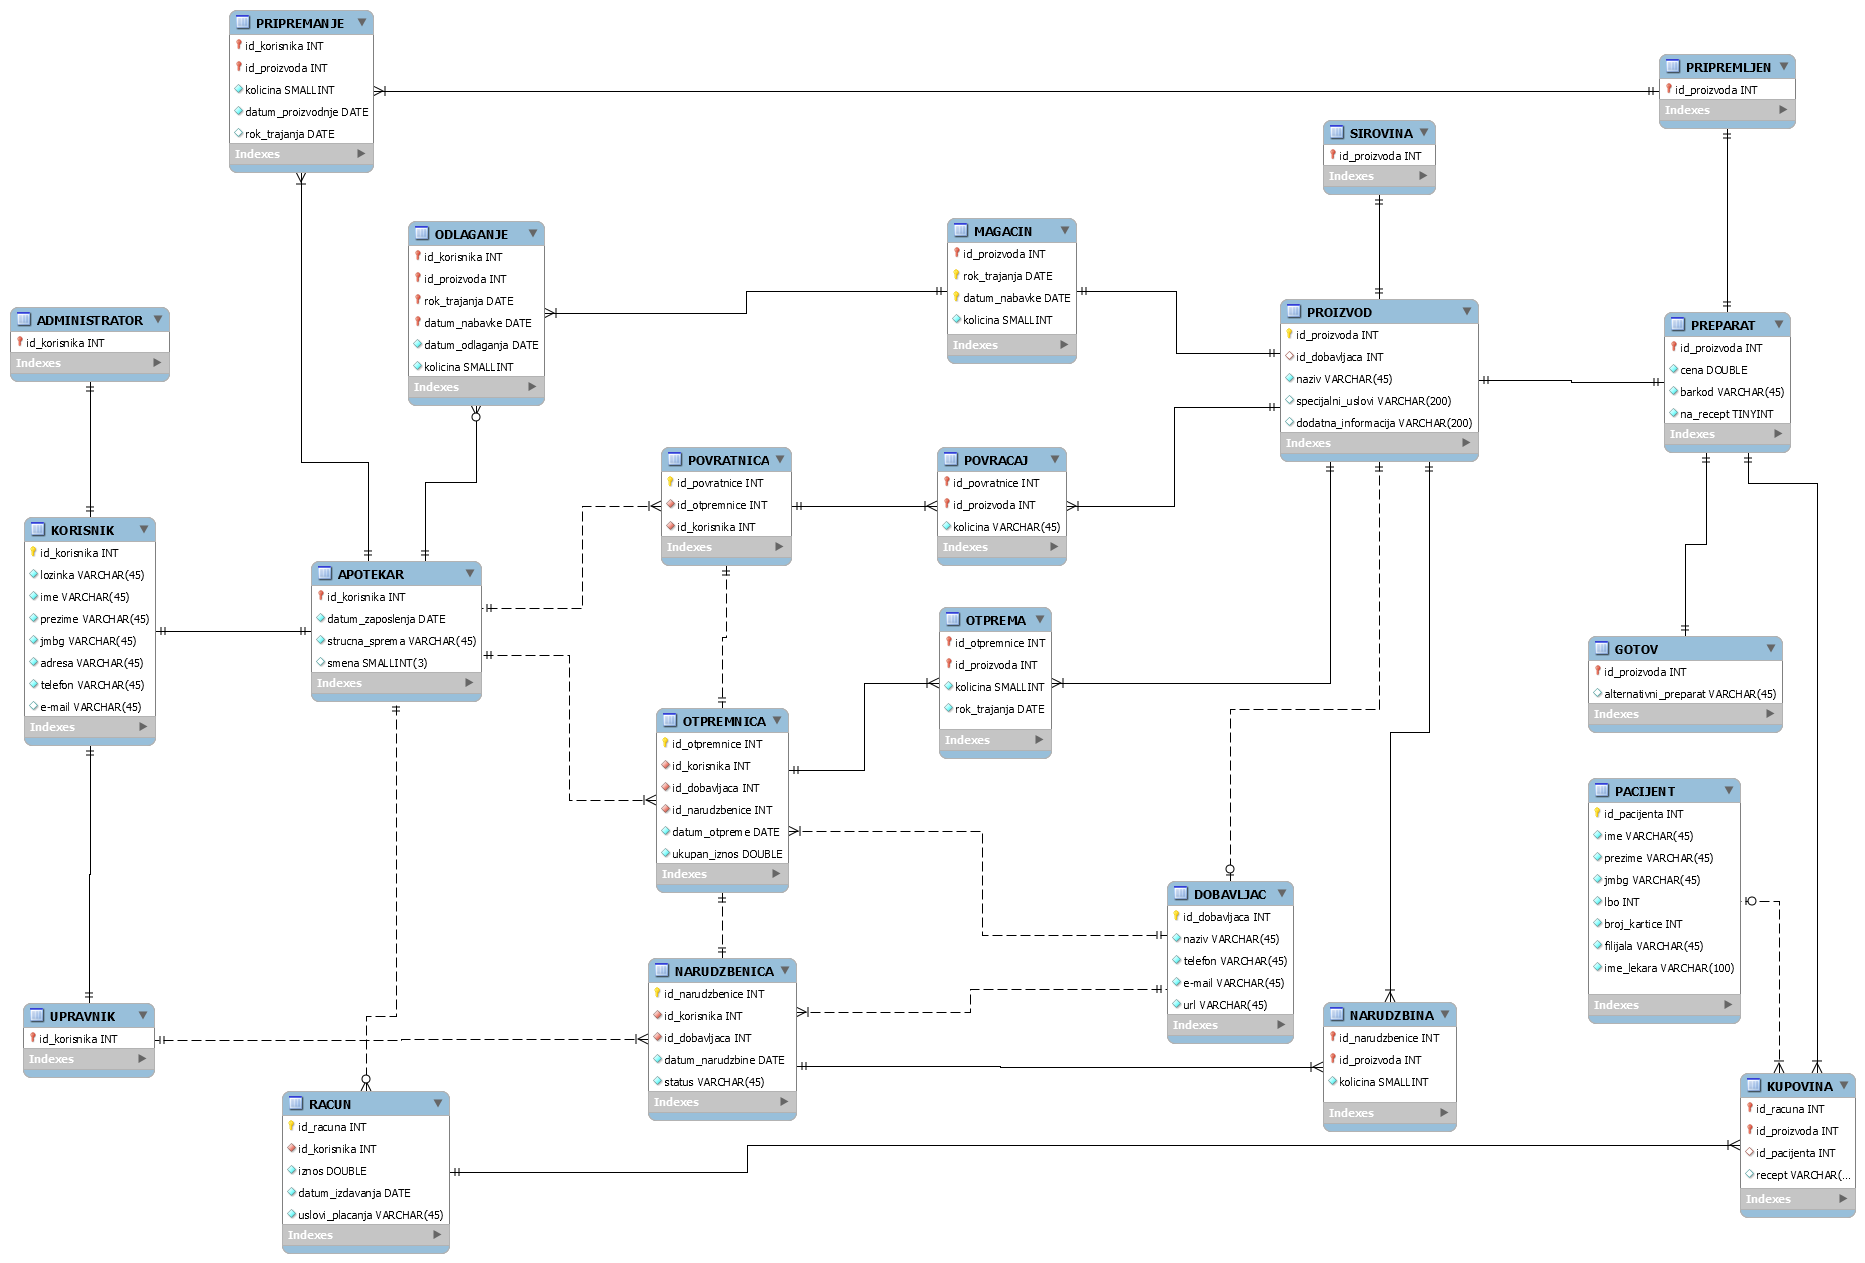 PRIPREMANJE
id_korisnika INT
id_proizvoda INT
kolicina SMALLINT
datum_proizvodnje DATE
rok_trajanja DATE
Indexes
PRIPREMLJEN
id_proizvoda INT
Indexes
SIROVINA
id_proizvoda INT
Indexes
ODLAGANJE
id_korisnika INT
id_proizvoda INT
rok_trajanja DATE
datum_nabavke DATE
datum_odlaganja DATE
kolicina SMALLINT
Indexes
MAGACIN
id_proizvoda INT
rok_trajanja DATE
datum_nabavke DATE
kolicina SMALLINT
Indexes
ADMINISTRATOR
id_korisnika INT
Indexes
PROIZVOD
id_proizvoda INT
id_dobavljaca INT
naziv VARCHAR(45)
specijalni_uslovi VARCHAR(200)
dodatna_informacija VARCHAR(200)
Indexes
PREPARAT
id_proizvoda INT
cena DOUBLE
barkod VARCHAR(45)
na_recept TINYINT
Indexes
POVRATNICA
id_povratnice INT
id_otpremnice INT
id_korisnika INT
Indexes
POVRACAJ
id_povratnice INT
id_proizvoda INT
kolicina VARCHAR(45)
Indexes
KORISNIK
id_korisnika INT
lozinka VARCHAR(45)
ime VARCHAR(45)
prezime VARCHAR(45)
jmbg VARCHAR(45)
adresa VARCHAR(45)
telefon VARCHAR(45)
e-mail VARCHAR(45)
Indexes
APOTEKAR
id_korisnika INT
datum_zaposlenja DATE
strucna_sprema VARCHAR(45)
smena SMALLINT(3)
Indexes
OTPREMA
id_otpremnice INT
id_proizvoda INT
kolicina SMALLINT
rok_trajanja DATE
Indexes
GOTOV
id_proizvoda INT
alternativni_preparat VARCHAR(45)
Indexes
OTPREMNICA
id_otpremnice INT
id_korisnika INT
id_dobavljaca INT
id_narudzbenice INT
datum_otpreme DATE
ukupan_iznos DOUBLE
Indexes
PACIJENT
id_pacijenta INT
ime VARCHAR(45)
prezime VARCHAR(45)
jmbg VARCHAR(45)
lbo INT
broj_kartice INT
filijala VARCHAR(45)
ime_lekara VARCHAR(100)
Indexes
DOBAVLJAC
id_dobavljaca INT
naziv VARCHAR(45)
telefon VARCHAR(45)
e-mail VARCHAR(45)
url VARCHAR(45)
Indexes
NARUDZBENICA
id_narudzbenice INT
id_korisnika INT
id_dobavljaca INT
datum_narudzbine DATE
status VARCHAR(45)
Indexes
UPRAVNIK
id_korisnika INT
Indexes
NARUDZBINA
id_narudzbenice INT
id_proizvoda INT
kolicina SMALLINT
Indexes
RACUN
id_racuna INT
id_korisnika INT
iznos DOUBLE
datum_izdavanja DATE
uslovi_placanja VARCHAR(45)
Indexes
KUPOVINA
id_racuna INT
id_proizvoda INT
id_pacijenta INT
recept VARCHAR(...
Indexes